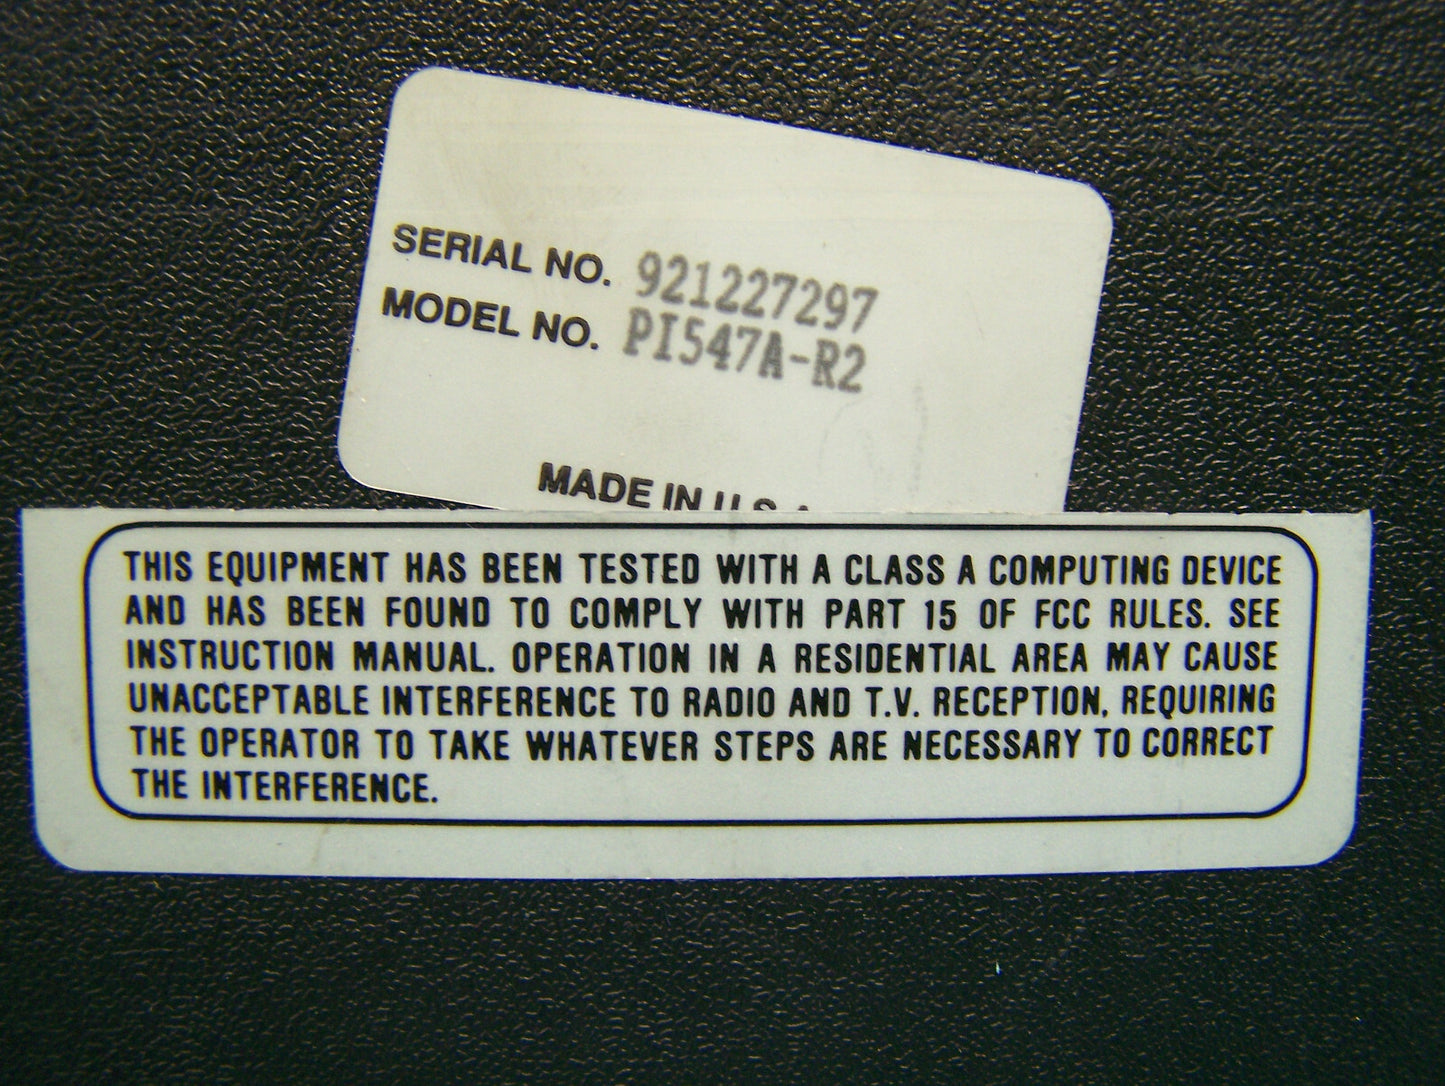 SERIAL NO. 921227297
MODEL NO. PI547A-R2
MADE IN U.S.A
THIS EQUIPMENT HAS BEEN TESTED WITH A CLASS A COMPUTING DEVICE
AND HAS BEEN FOUND TO COMPLY WITH PART 15 OF FCC RULES. SEE
INSTRUCTION MANUAL. OPERATION IN A RESIDENTIAL AREA MAY CAUSE
UNACCEPTABLE INTERFERENCE TO RADIO AND T.V. RECEPTION, REQUIRING
THE OPERATOR TO TAKE WHATEVER STEPS ARE NECESSARY TO CORRECT
THE INTERFERENCE.